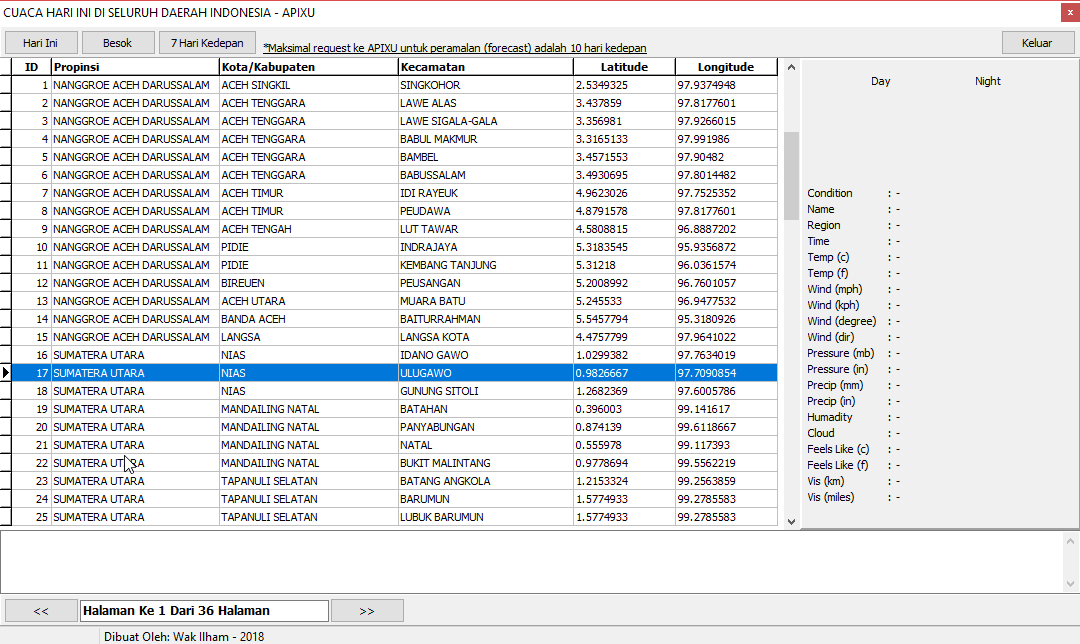 CUACA HARI INI DI SELURUH DAERAH INDONESIA - APIXU
x
Hari Ini Besok 7 Hari Kedepan *Maksimal request ke APIXU untuk peramalan (forecast) adalah 10 hari kedepan Keluar
ID Propinsi Kota/Kabupaten Kecamatan Latitude Longitude
1 NANGGROE ACEH DARUSSALAM ACEH SINGKIL SINGKOHOR 2.5349325 97.9374948
2 NANGGROE ACEH DARUSSALAM ACEH TENGGARA LAWE ALAS 3.437859 97.8177601
3 NANGGROE ACEH DARUSSALAM ACEH TENGGARA LAWE SIGALA-GALA 3.356981 97.9266015
4 NANGGROE ACEH DARUSSALAM ACEH TENGGARA BABUL MAKMUR 3.3165133 97.991986
5 NANGGROE ACEH DARUSSALAM ACEH TENGGARA BAMBEL 3.4571553 97.90482
6 NANGGROE ACEH DARUSSALAM ACEH TENGGARA BABUSSALAM 3.4930695 97.8014482
7 NANGGROE ACEH DARUSSALAM ACEH TIMUR IDI RAYEUK 4.9623026 97.7525352
8 NANGGROE ACEH DARUSSALAM ACEH TIMUR PEUDAWA 4.8791578 97.8177601
9 NANGGROE ACEH DARUSSALAM ACEH TENGAH LUT TAWAR 4.5808815 96.8887202
10 NANGGROE ACEH DARUSSALAM PIDIE INDRAJAYA 5.3183545 95.9356872
11 NANGGROE ACEH DARUSSALAM PIDIE KEMBANG TANJUNG 5.31218 96.0361574
12 NANGGROE ACEH DARUSSALAM BIREUEN PEUSANGAN 5.2008992 96.7601057
13 NANGGROE ACEH DARUSSALAM ACEH UTARA MUARA BATU 5.245533 96.9477532
14 NANGGROE ACEH DARUSSALAM BANDA ACEH BAITURRAHMAN 5.5457794 95.3180926
15 NANGGROE ACEH DARUSSALAM LANGSA LANGSA KOTA 4.4757799 97.9641022
16 SUMATERA UTARA NIAS IDANO GAWO 1.0299382 97.7634019
17 SUMATERA UTARA NIAS ULUGAWO 0.9826667 97.7090854
18 SUMATERA UTARA NIAS GUNUNG SITOLI 1.2682369 97.6005786
19 SUMATERA UTARA MANDAILING NATAL BATAHAN 0.396003 99.141617
20 SUMATERA UTARA MANDAILING NATAL PANYABUNGAN 0.874139 99.6118667
21 SUMATERA UTARA MANDAILING NATAL NATAL 0.555978 99.117393
22 SUMATERA UTARA MANDAILING NATAL BUKIT MALINTANG 0.9778694 99.5562219
23 SUMATERA UTARA TAPANULI SELATAN BATANG ANGKOLA 1.2153324 99.2563859
24 SUMATERA UTARA TAPANULI SELATAN BARUMUN 1.5774933 99.2785583
25 SUMATERA UTARA TAPANULI SELATAN LUBUK BARUMUN 1.5774933 99.2785583
Day Night
Condition : -
Name : -
Region : -
Time : -
Temp (c) : -
Temp (f) : -
Wind (mph) : -
Wind (kph) : -
Wind (degree) : -
Wind (dir) : -
Pressure (mb) : -
Pressure (in) : -
Precip (mm) : -
Precip (in) : -
Humadity : -
Cloud : -
Feels Like (c) : -
Feels Like (f) : -
Vis (km) : -
Vis (miles) : -
<< Halaman Ke 1 Dari 36 Halaman >>
Dibuat Oleh: Wak Ilham - 2018